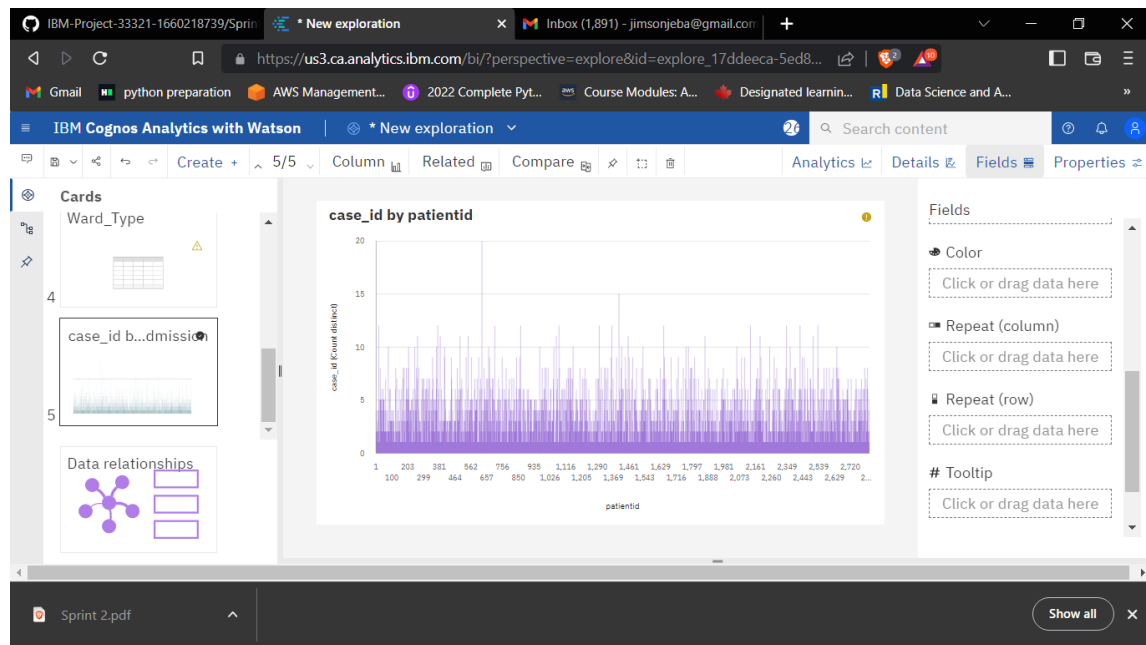 IBM-Project-33321-1660218739/Sprin
* New exploration
Inbox (1,891) - jimsonjeba@gmail.com
https://us3.ca.analytics.ibm.com/bi/?perspective=explore&id=explore_17ddeeca-5ed8...
2
10
Gmail
python preparation
AWS Management...
2022 Complete Pyt...
Course Modules: A...
Designated learnin...
Data Science and A...
IBM Cognos Analytics with Watson
* New exploration
Search content
Create +
5/5
Column
Related
Compare
Analytics
Details
Fields
Properties
Cards
Ward_Type
4
case_id b...dmission
5
Data relationships
case_id by patientid
case_id (Count distinct)
20
15
10
5
0
1 203 381 562 756 935 1,116 1,290 1,461 1,629 1,797 1,981 2,161 2,349 2,539 2,720
100 299 464 657 850 1,026 1,205 1,369 1,543 1,716 1,888 2,073 2,260 2,443 2,629 2...
patientid
Fields
Color
Click or drag data here
Repeat (column)
Click or drag data here
Repeat (row)
Click or drag data here
# Tooltip
Click or drag data here
Sprint 2.pdf
Show all